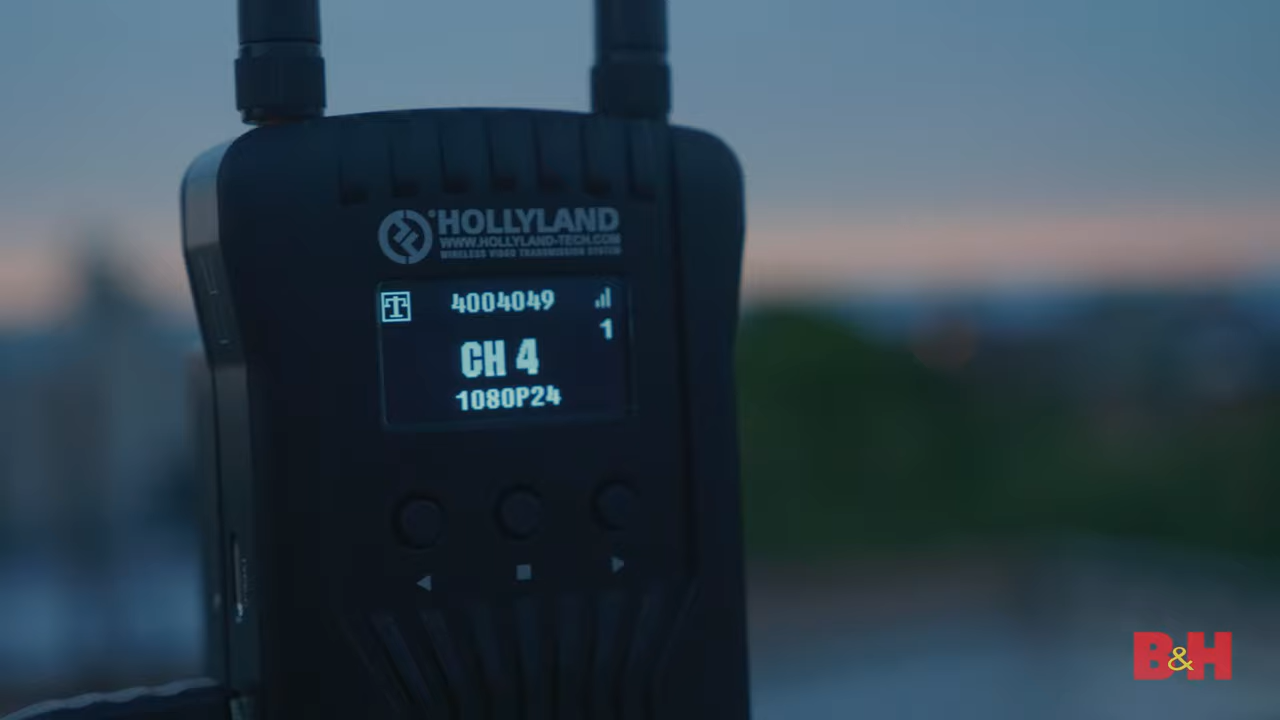 HOLLYLAND
WWW.HOLLYLAND-TECH.COM
WIRELESS VIDEO TRANSMISSION SYSTEM
T 4004049
1
CH 4
1080P24
B&H